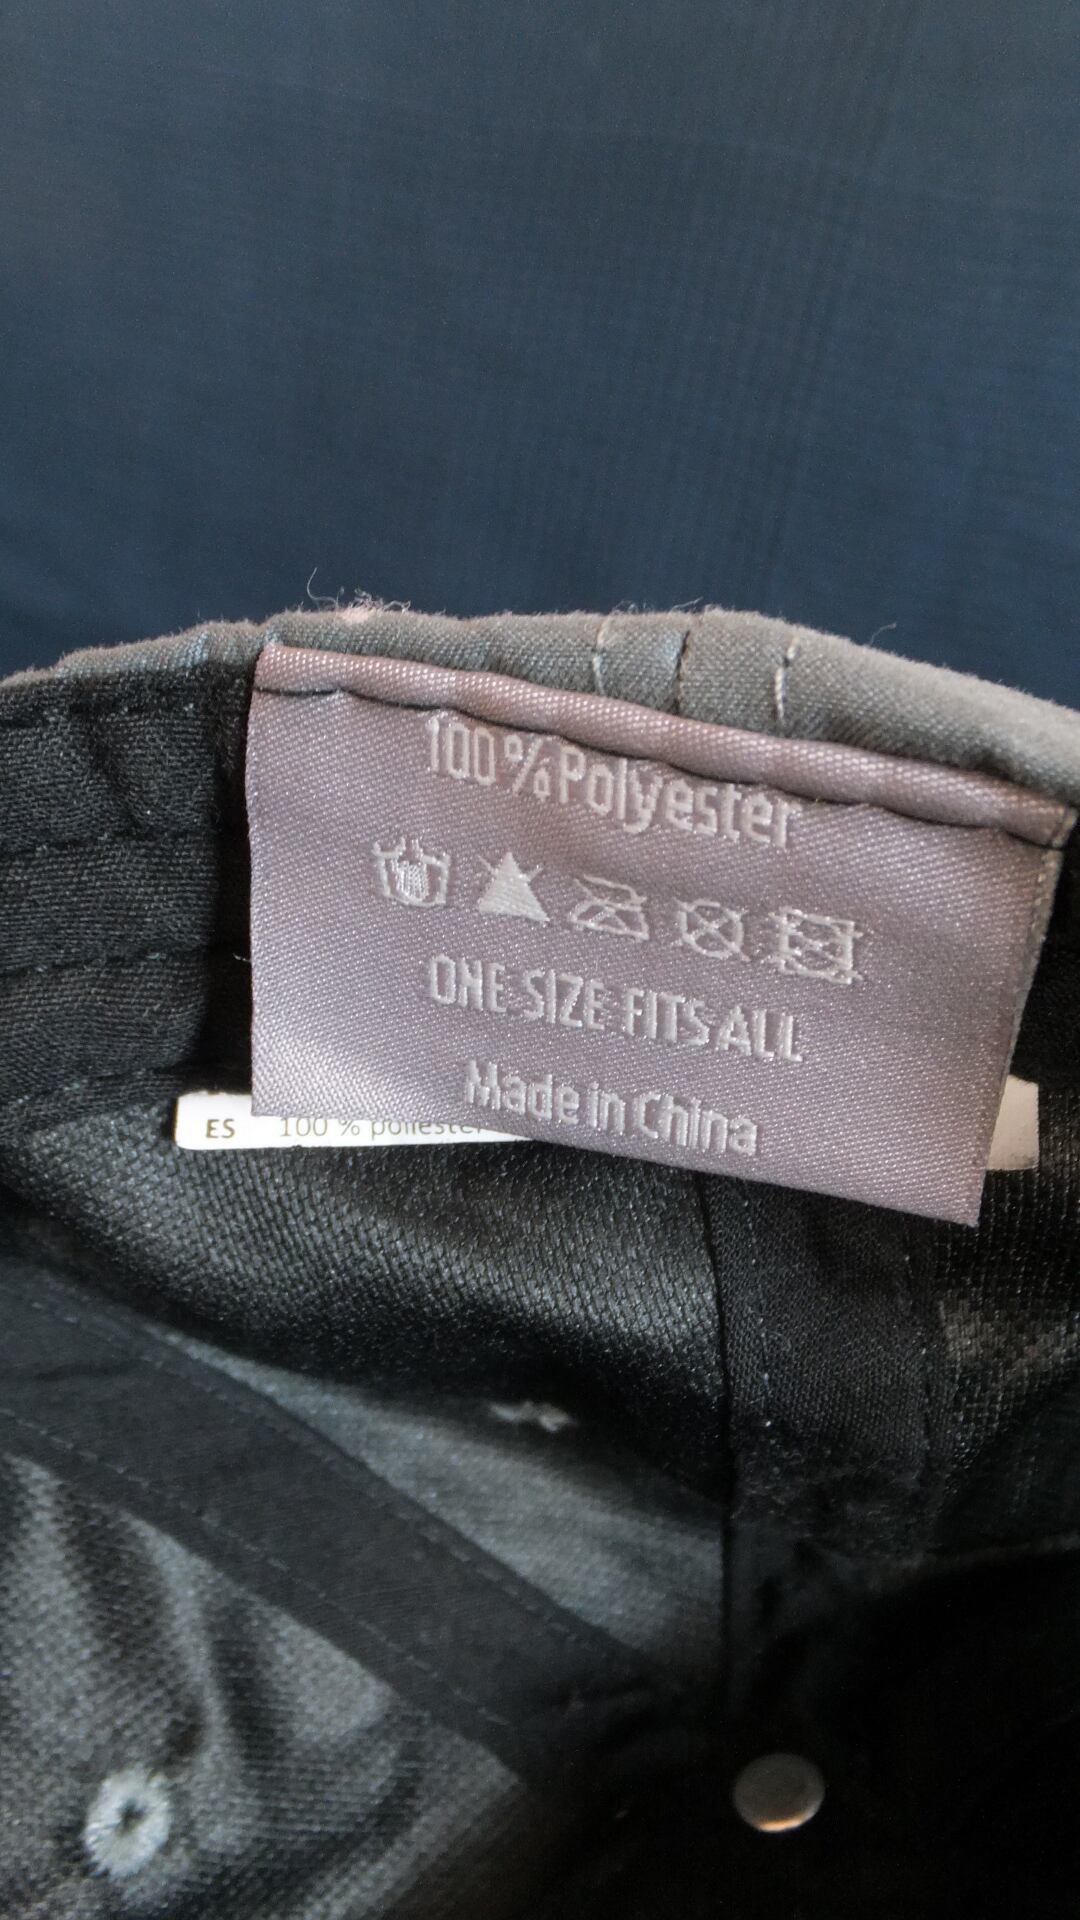 100%Polyester
ONE SIZE FITS ALL
Made in China
ES 100 % poliester